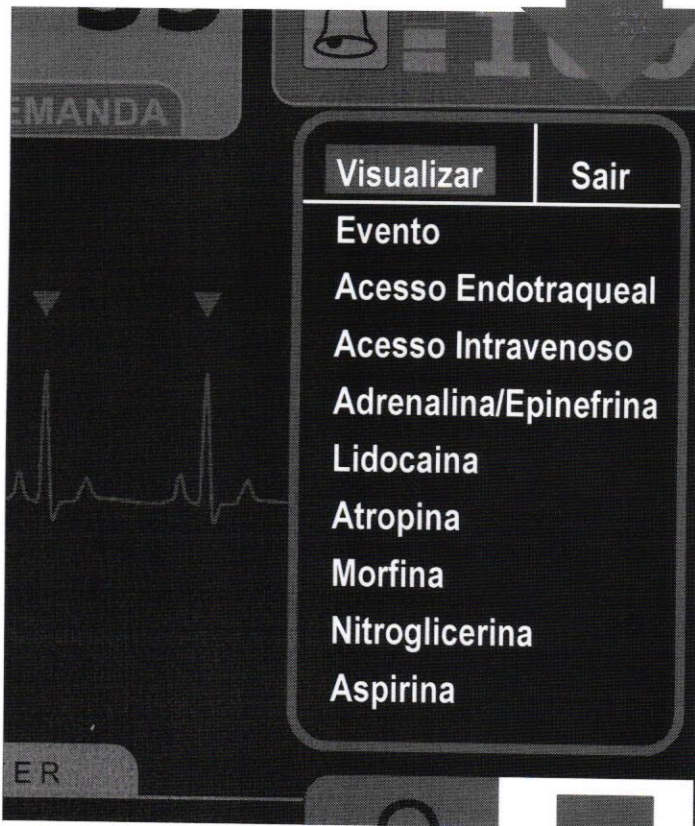 EMANDA
Visualizar Sair
Evento
Acesso Endotraqueal
Acesso Intravenoso
Adrenalina/Epinefrina
Lidocaina
Atropina
Morfina
Nitroglicerina
Aspirina
ER